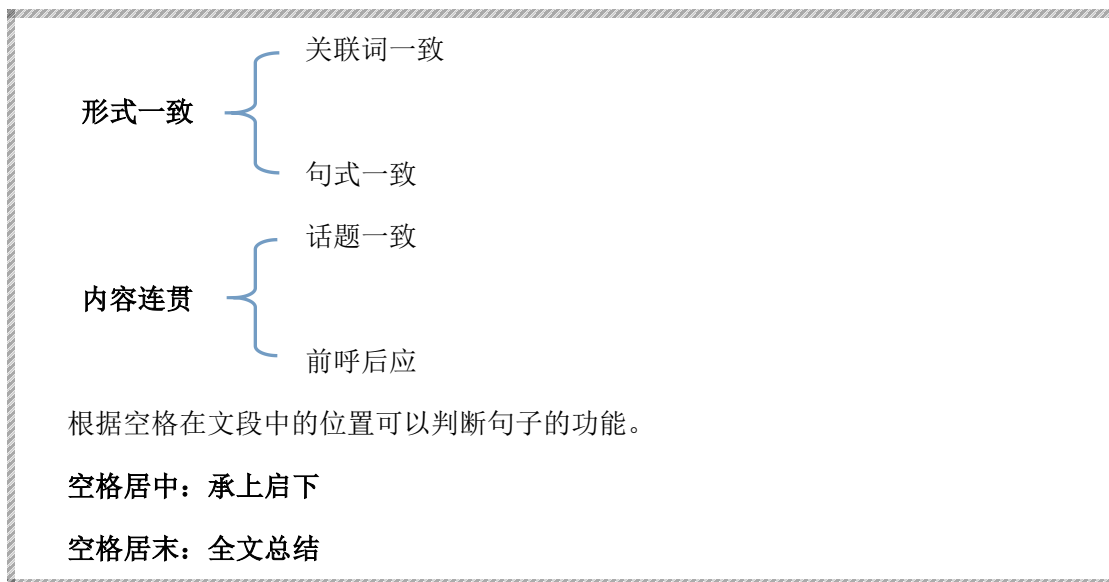 关联词一致
形式一致
句式一致
话题一致
内容连贯
前呼后应
根据空格在文段中的位置可以判断句子的功能。
空格居中：承上启下
空格居末：全文总结